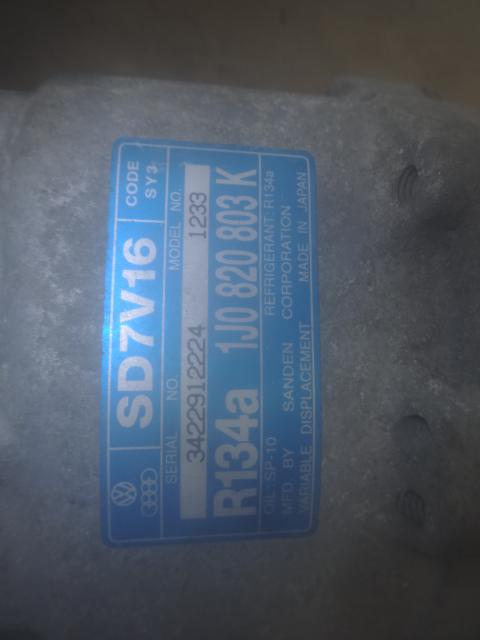 SD7V16
CODE
SY3
SERIAL NO.
MODEL NO.
3422912224
1233
R134a 1J0 820 803 K
OIL: SP-10
REFRIGERANT: R134a
MFD. BY SANDEN CORPORATION
VARIABLE DISPLACEMENT
MADE IN JAPAN